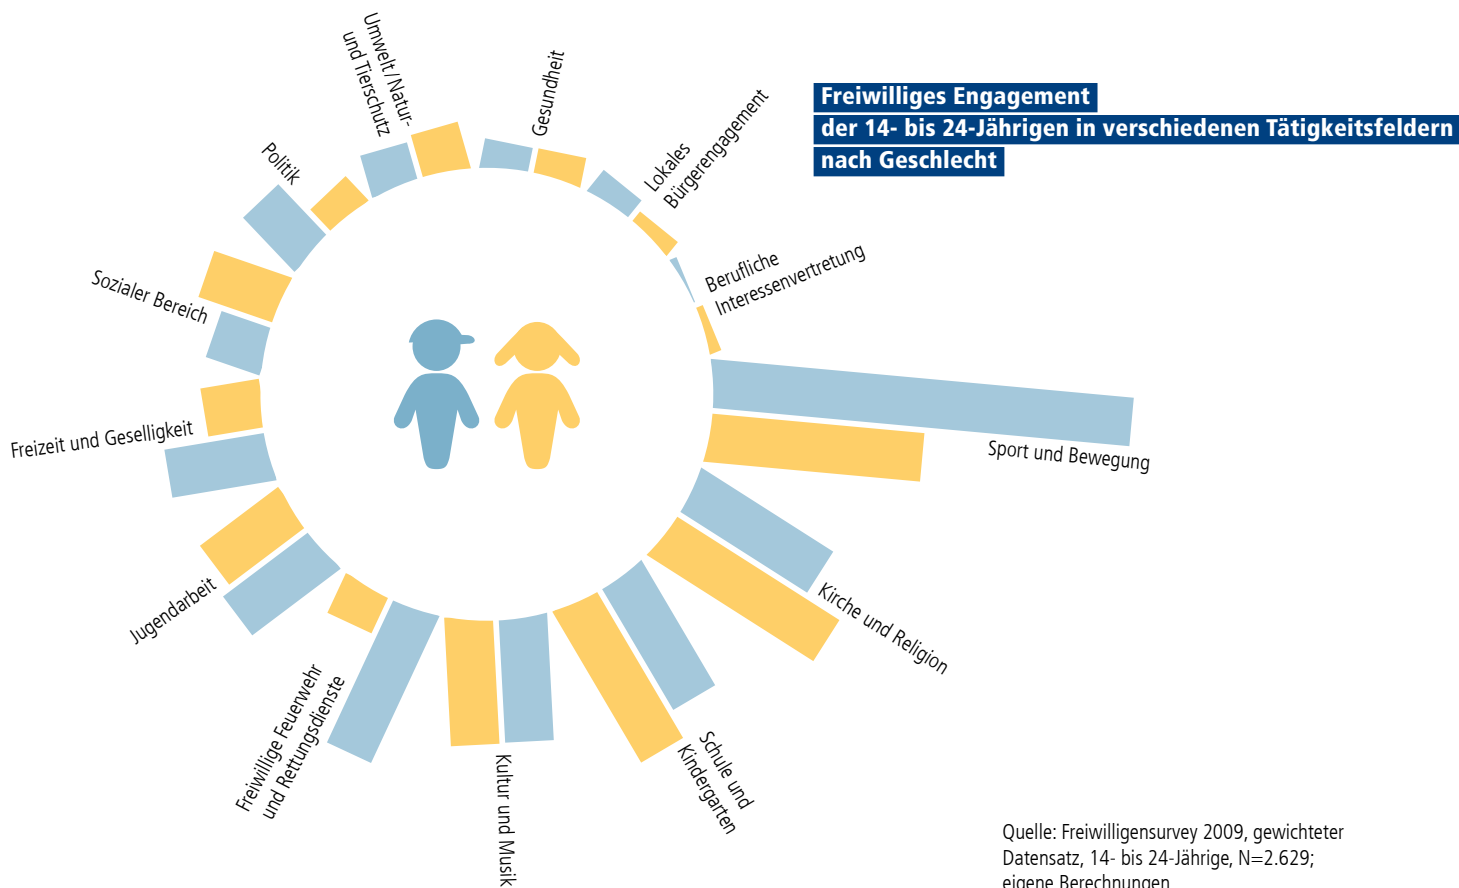 Freiwilliges Engagement
der 14- bis 24-Jährigen in verschiedenen Tätigkeitsfeldern
nach Geschlecht
Umwelt/Natur-
und Tierschutz
Gesundheit
Lokales
Bürgerengagement
Berufliche
Interessenvertretung
Sport und Bewegung
Kirche und Religion
Schule und
Kindergarten
Kultur und Musik
Freiwillige Feuerwehr
und Rettungsdienste
Jugendarbeit
Freizeit und Geselligkeit
Sozialer Bereich
Politik
Quelle: Freiwilligensurvey 2009, gewichteter
Datensatz, 14- bis 24-Jährige, N=2.629;
eigene Berechnungen